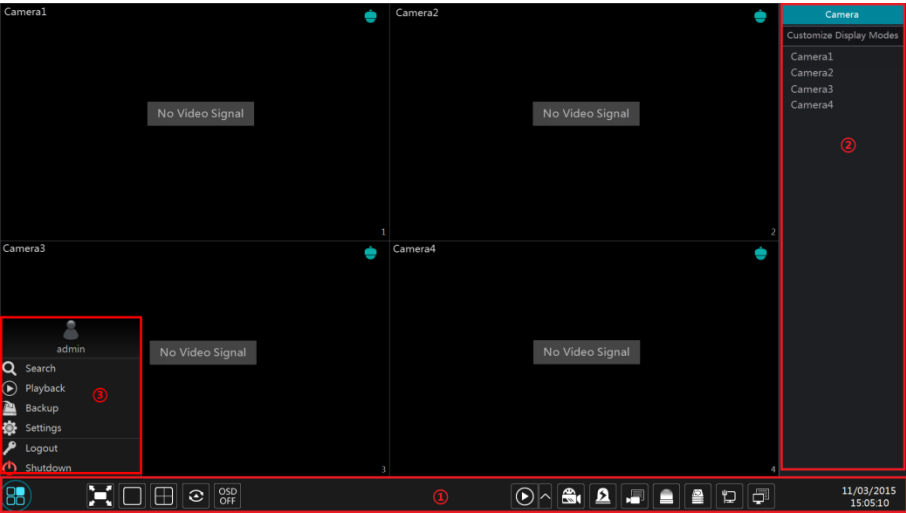 Camera1
Camera2
Camera
Customize Display Modes
Camera1
Camera2
Camera3
Camera4
No Video Signal
No Video Signal
②
1
2
Camera3
Camera4
admin
No Video Signal
No Video Signal
Search
Playback
③
Backup
Settings
Logout
Shutdown
3
4
OSD
OFF
①
11/03/2015
15:05:10